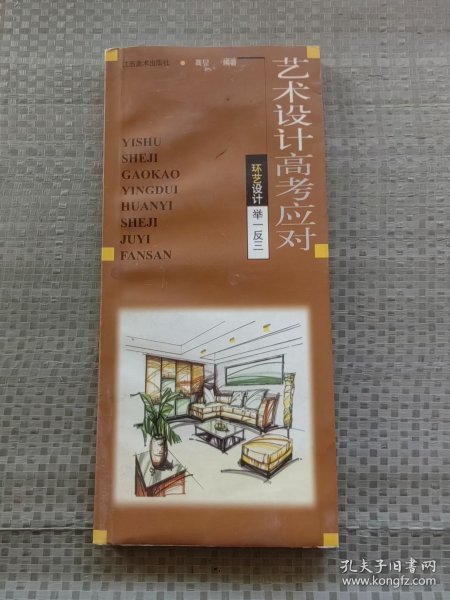 江西美术出版社
编著
艺术设计高考应对
环艺设计
举一反三
YISHU
SHEJI
GAOKAO
YINGDUI
HUANYI
SHEJI
JUYI
FANSAN
孔夫子旧书网
www.kongfz.com